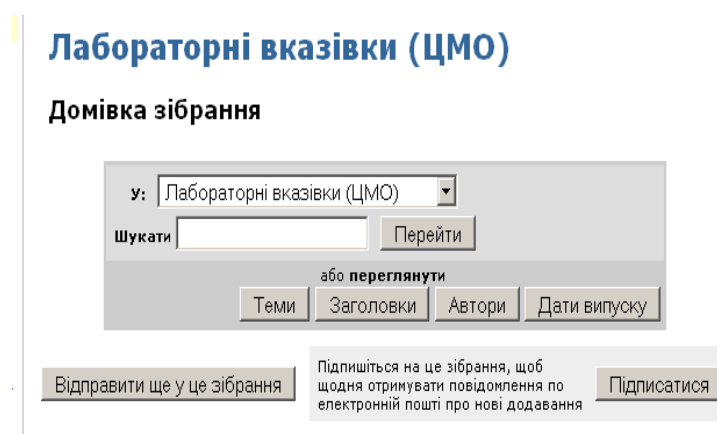 Лабораторні вказівки (ЦМО)
Домівка зібрання
У: Лабораторні вказівки (ЦМО)
Шукати Перейти
або переглянути
Теми Заголовки Автори Дати випуску
Відправити ще у це зібрання
Підпишіться на це зібрання, щоб
щодня отримувати повідомлення по
електронній пошті про нові додавання
Підписатися